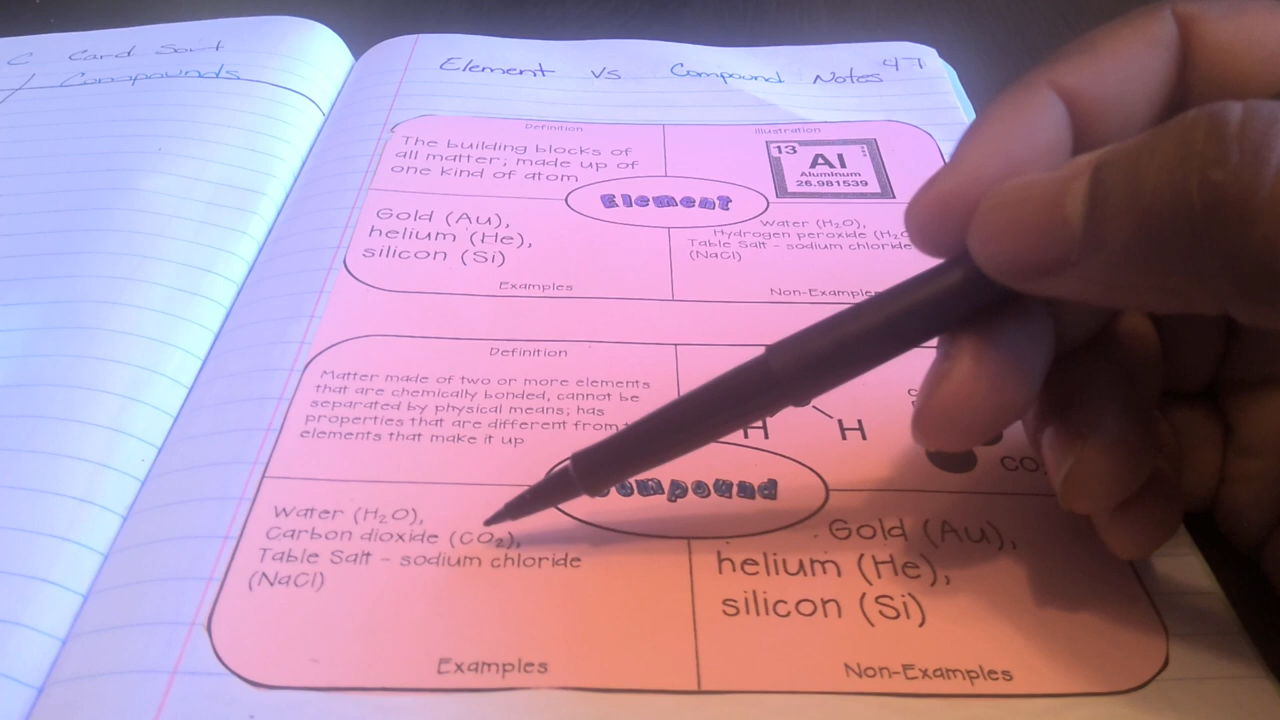 C Card Sort
/ Compounds
Element vs Compound Notes 47
Definition
The building blocks of
all matter; made up of
one kind of atom
Illustration
13
Al
Aluminum
26.981539
Element
Gold (Au),
helium (He),
silicon (Si)
Examples
Water (H₂O),
Hydrogen peroxide (H₂O
Table Salt - sodium chloride
(NaCl)
Non-Example
Definition
Matter made of two or more elements
that are chemically bonded, cannot be
separated by physical means; has
properties that are different from
elements that make it up
H H
CO
Compound
Water (H₂O),
Carbon dioxide (CO₂),
Table Salt - sodium chloride
(NaCl)
Examples
Gold (Au),
helium (He),
silicon (Si)
Non-Examples